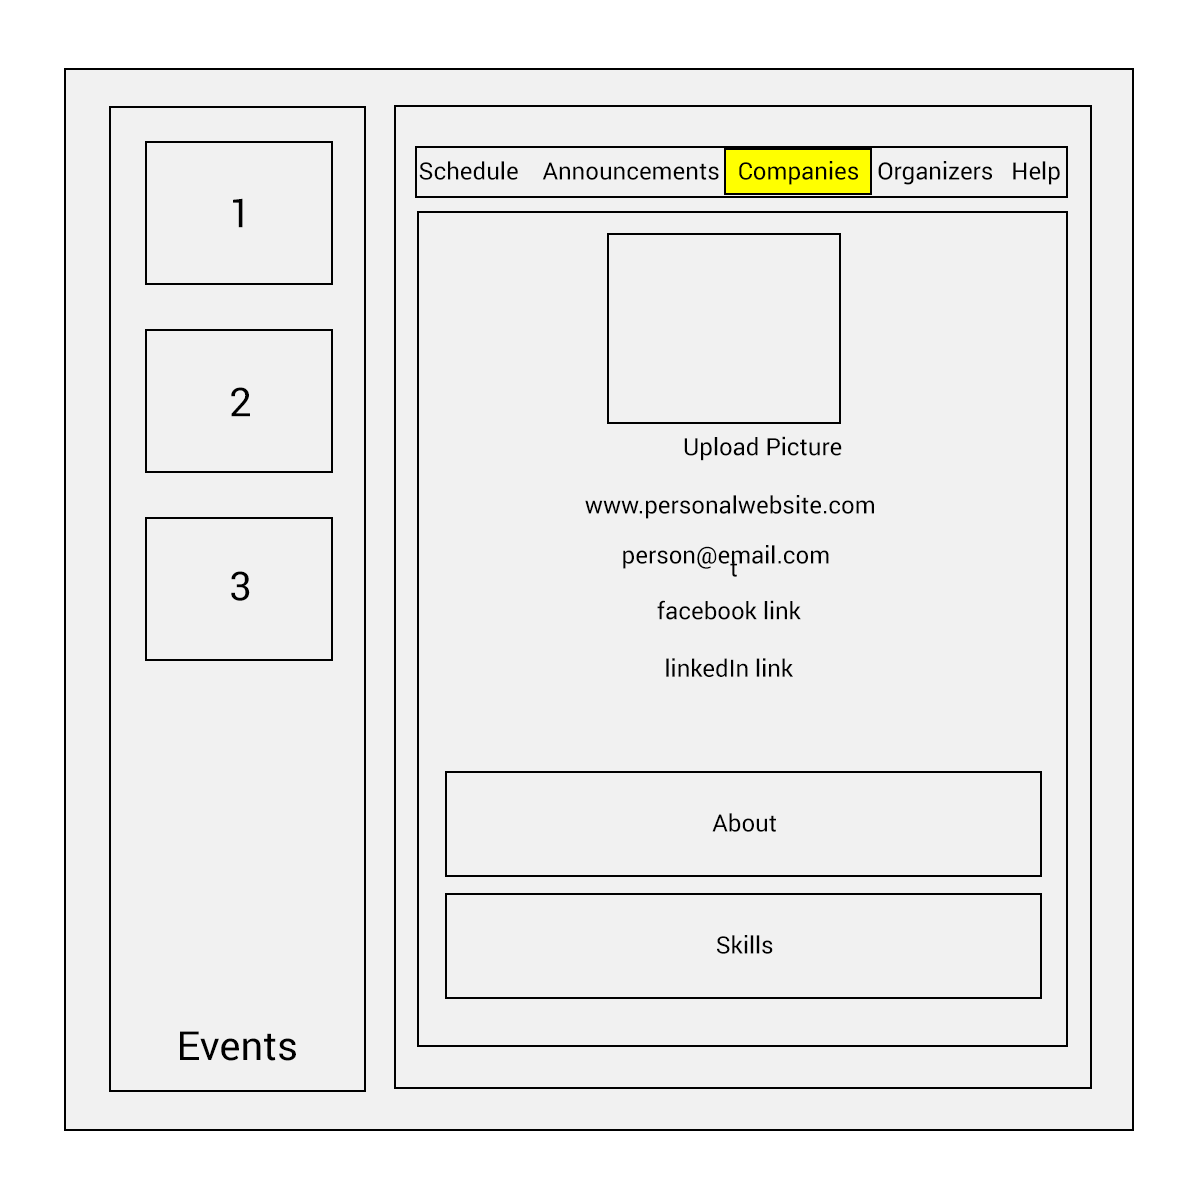 1
2
3
Events
Schedule Announcements Companies Organizers Help
Upload Picture
www.personalwebsite.com
person@email.com
t
facebook link
linkedIn link
About
Skills